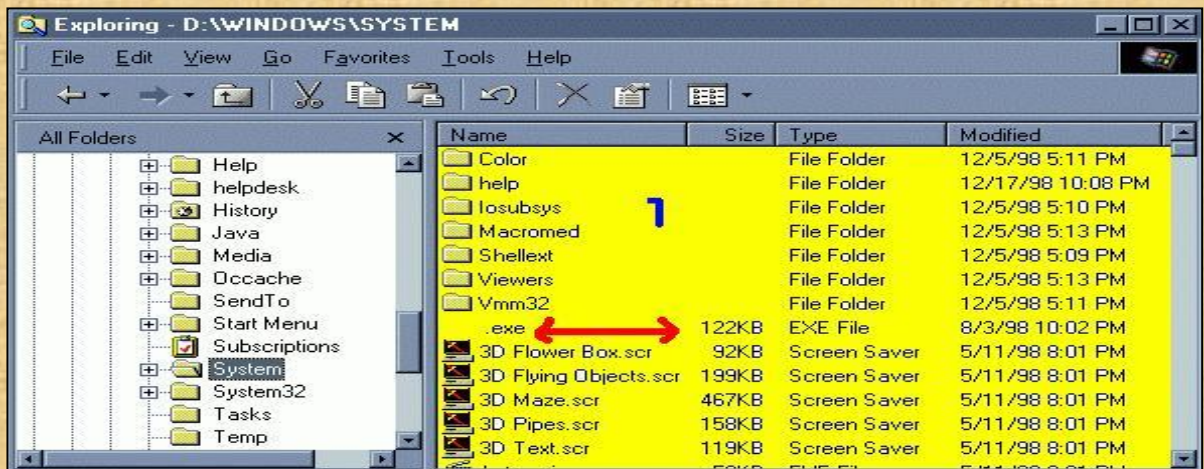 Exploring - D:\WINDOWS\SYSTEM
File Edit View Go Favorites Tools Help
All Folders
Help
helpdesk
History
Java
Media
Occache
SendTo
Start Menu
Subscriptions
System
System32
Tasks
Temp
Name Size Type Modified
Color File Folder 12/5/98 5:11 PM
help File Folder 12/17/98 10:08 PM
Iosubsys File Folder 12/5/98 5:10 PM
1
Macromed File Folder 12/5/98 5:13 PM
Shellext File Folder 12/5/98 5:09 PM
Viewers File Folder 12/5/98 5:13 PM
Vmm32 File Folder 12/5/98 5:11 PM
.exe 122KB EXE File 8/3/98 10:02 PM
3D Flower Box.scr 92KB Screen Saver 5/11/98 8:01 PM
3D Flying Objects.scr 199KB Screen Saver 5/11/98 8:01 PM
3D Maze.scr 467KB Screen Saver 5/11/98 8:01 PM
3D Pipes.scr 158KB Screen Saver 5/11/98 8:01 PM
3D Text.scr 119KB Screen Saver 5/11/98 8:01 PM